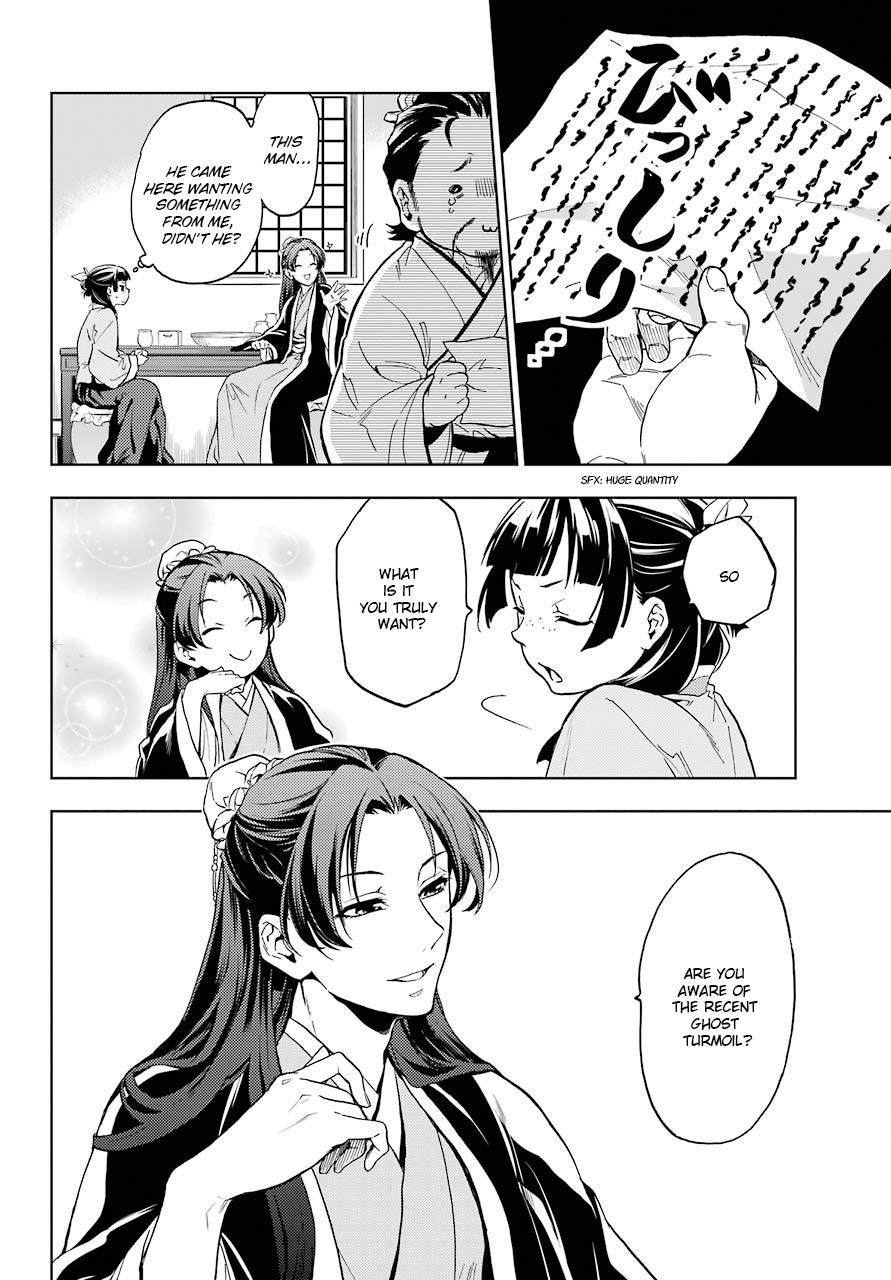 びっしり
SFX: HUGE QUANTITY
THIS
MAN...
HE CAME
HERE WANTING
SOMETHING
FROM ME,
DIDN'T HE?
SO
WHAT
IS IT
YOU TRULY
WANT?
ARE YOU
AWARE OF
THE RECENT
GHOST
TURMOIL?